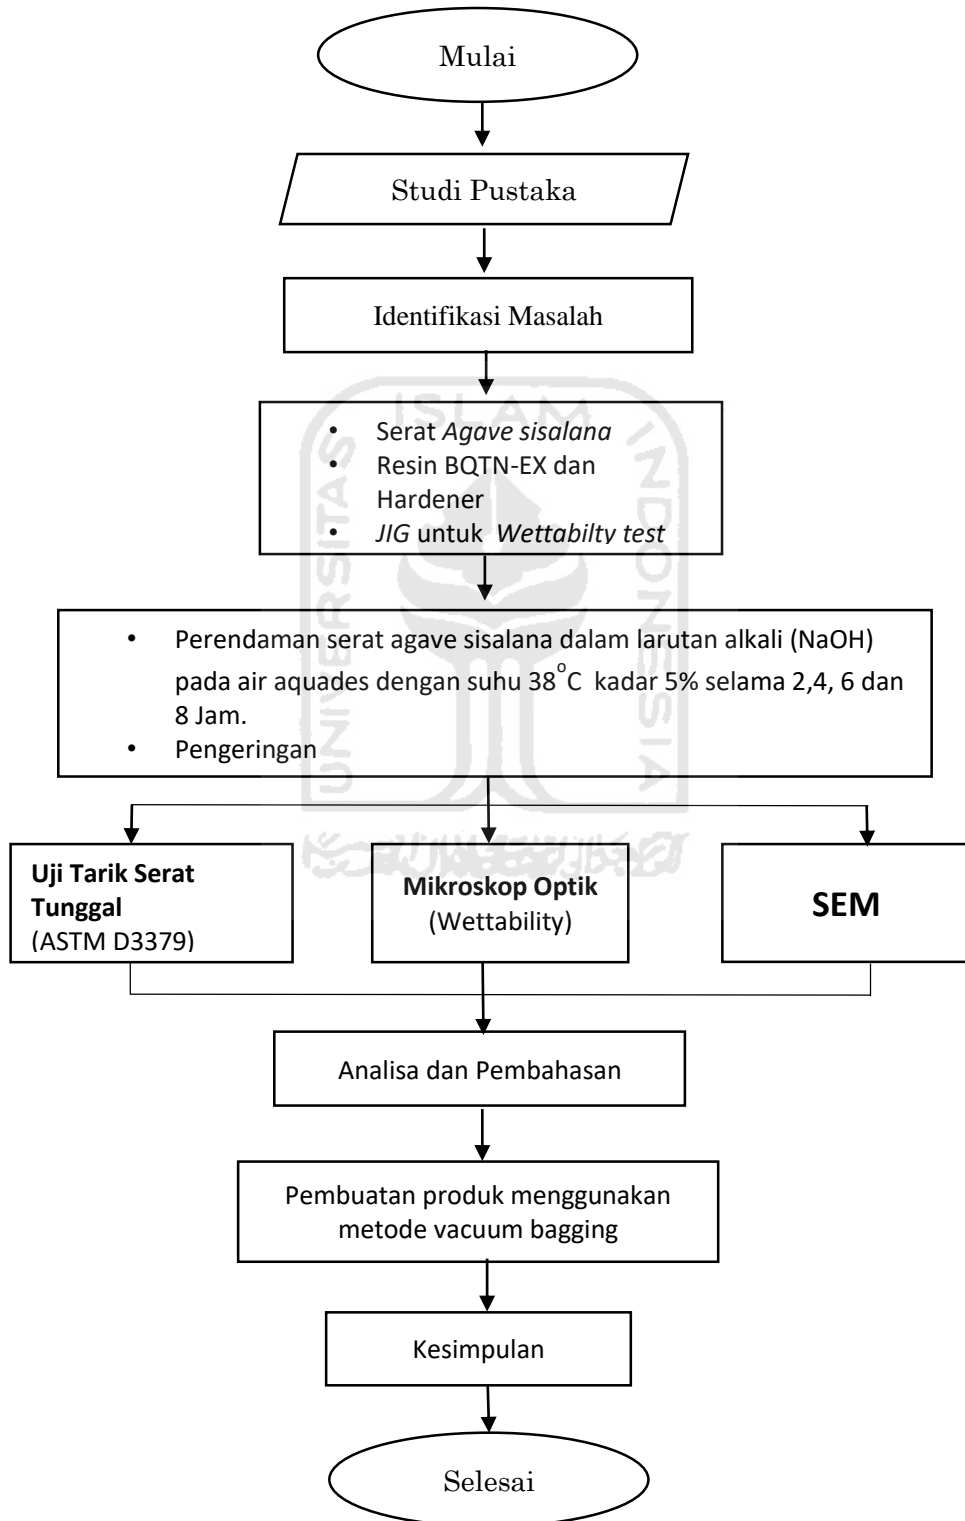 Mulai
Studi Pustaka
Identifikasi Masalah
ISLAM
UNIVERSITAS
INDONESIA
• Serat Agave sisalana
• Resin BQTN-EX dan
Hardener
• JIG untuk Wettabilty test
• Perendaman serat agave sisalana dalam larutan alkali (NaOH)
pada air aquades dengan suhu 38°C kadar 5% selama 2,4, 6 dan
8 Jam.
• Pengeringan
Uji Tarik Serat
Tunggal
(ASTM D3379)
Mikroskop Optik
(Wettability)
SEM
Analisa dan Pembahasan
Pembuatan produk menggunakan
metode vacuum bagging
Kesimpulan
Selesai